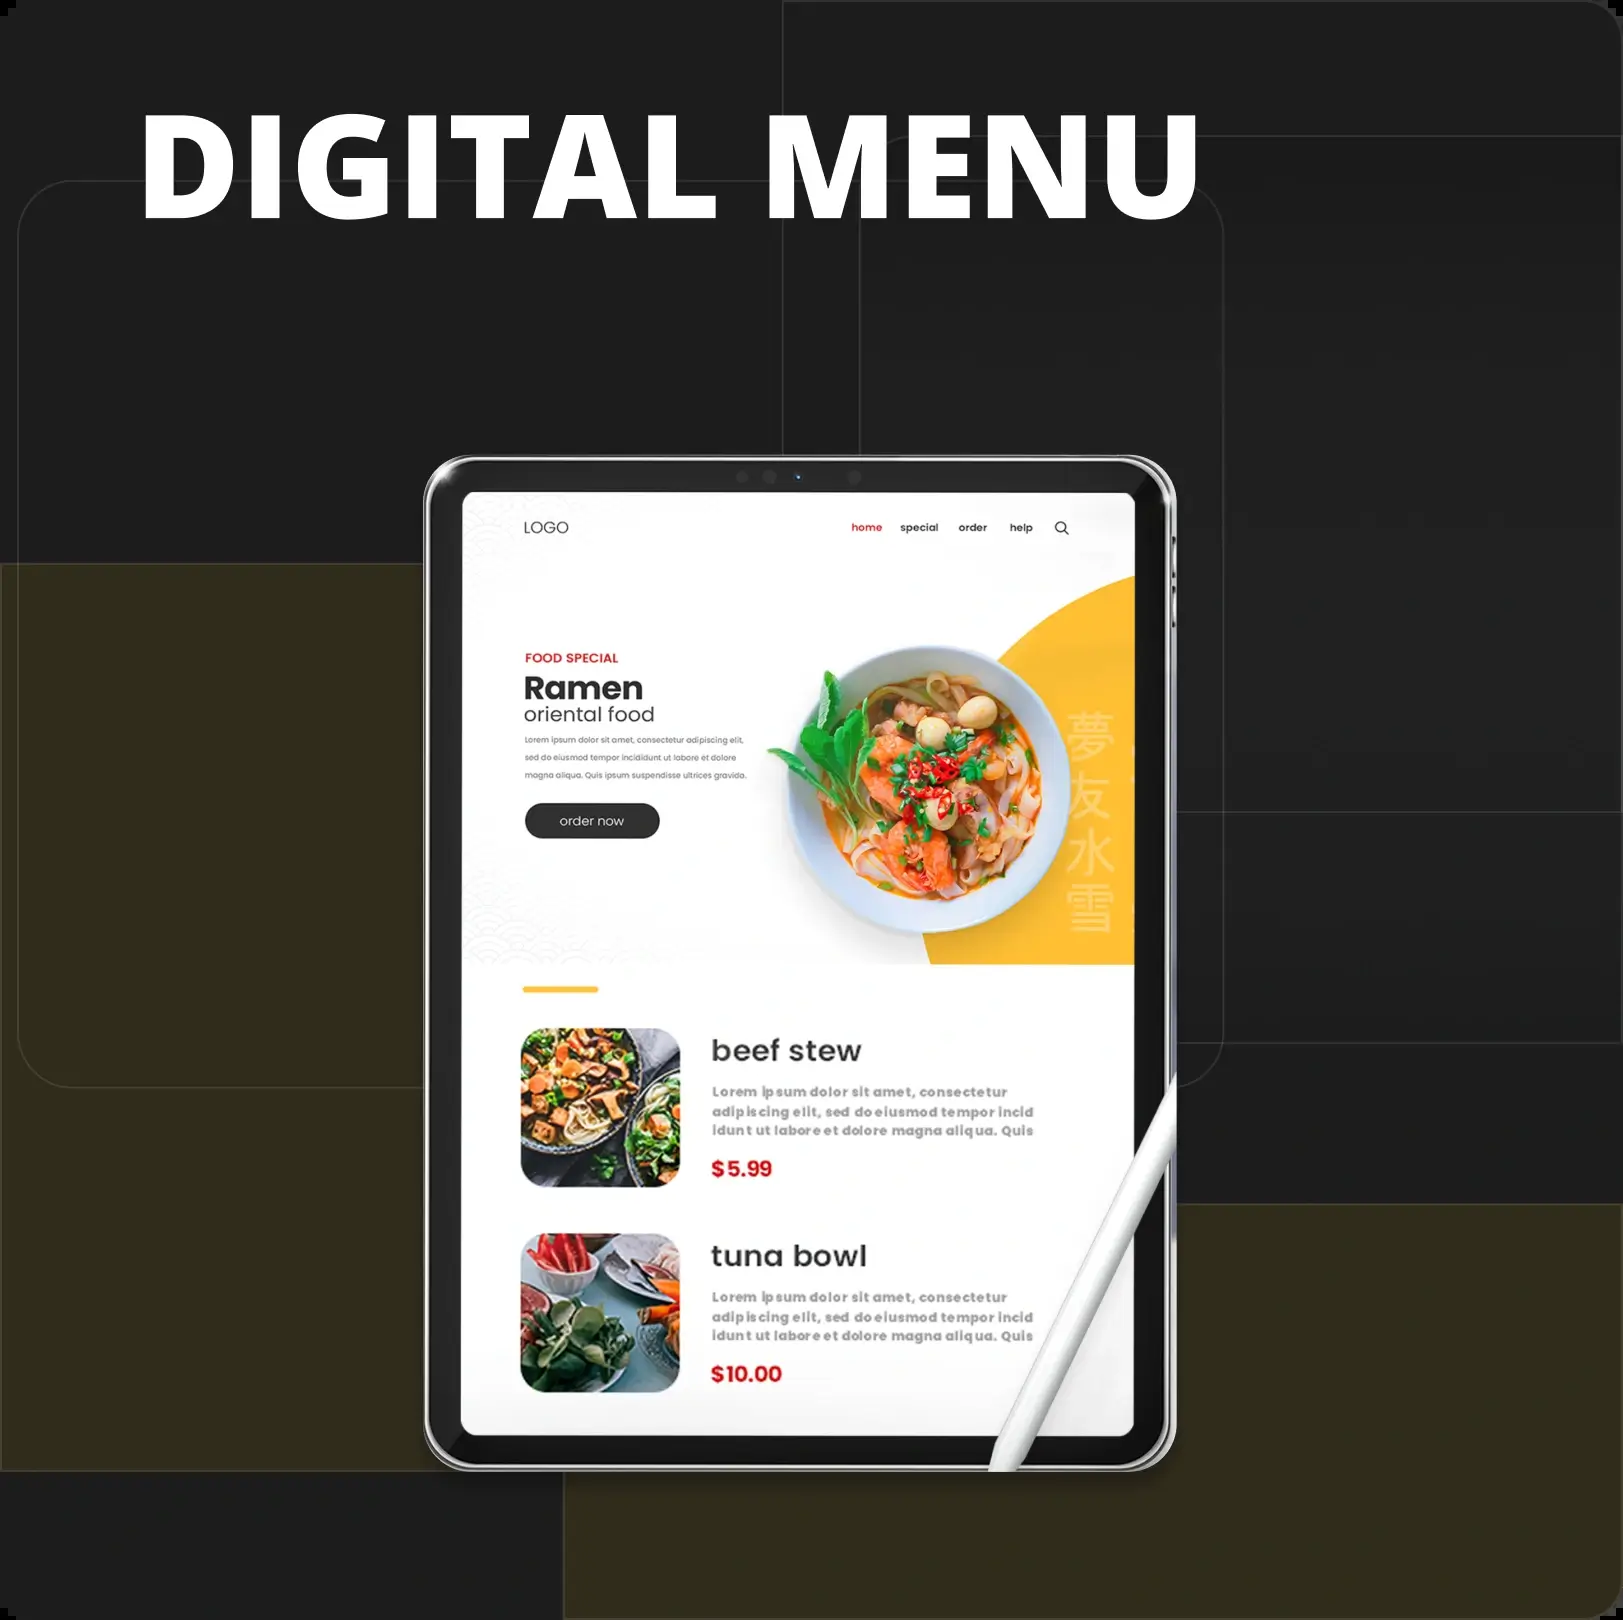 DIGITAL MENU
LOGO
home special order help
FOOD SPECIAL
Ramen
oriental food
Lorem ipsum dolor sit amet, consectetur adipiscing elit,
sed do eiusmod tempor incididunt ut labore et dolore
magna aliqua. Quis ipsum suspendisse ultrices gravida.
order now
夢
友
水
雪
beef stew
Lorem ipsum dolor sit amet, consectetur
adipiscing elit, sed do eiusmod tempor incid
idunt ut labore et dolore magna aliqua. Quis
$5.99
tuna bowl
Lorem ipsum dolor sit amet, consectetur
adipiscing elit, sed do eiusmod tempor incid
idunt ut labore et dolore magna aliqua. Quis
$10.00